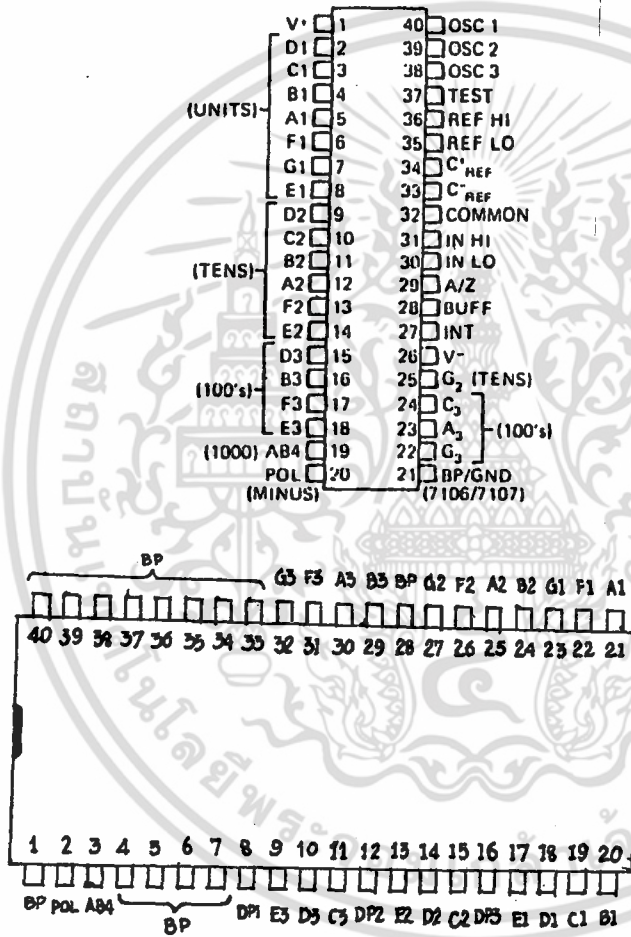 V+ 1 40 OSC 1
D1 2 39 OSC 2
C1 3 38 OSC 3
B1 4 37 TEST
(UNITS) A1 5 36 REF HI
F1 6 35 REF LO
G1 7 34 C+REF
E1 8 33 C-REF
D2 9 32 COMMON
C2 10 31 IN HI
B2 11 30 IN LO
(TENS) A2 12 29 A/Z
F2 13 28 BUFF
E2 14 27 INT
D3 15 26 V-
(100's) B3 16 25 G2 (TENS)
F3 17 24 C3
E3 18 23 A3 (100's)
(1000) AB4 19 22 G3
POL 20 21 BP/GND
(MINUS) (7106/7107)
BP
G3 F3 A3 B3 BP G2 F2 A2 B2 G1 F1 A1
40 39 38 37 36 35 34 33 32 31 30 29 28 27 26 25 24 23 22 21
1 2 3 4 5 6 7 8 9 10 11 12 13 14 15 16 17 18 19 20
BP POL AB4 BP DP1 E3 D3 C3 DP2 E2 D2 C2 DP3 E1 D1 C1 B1